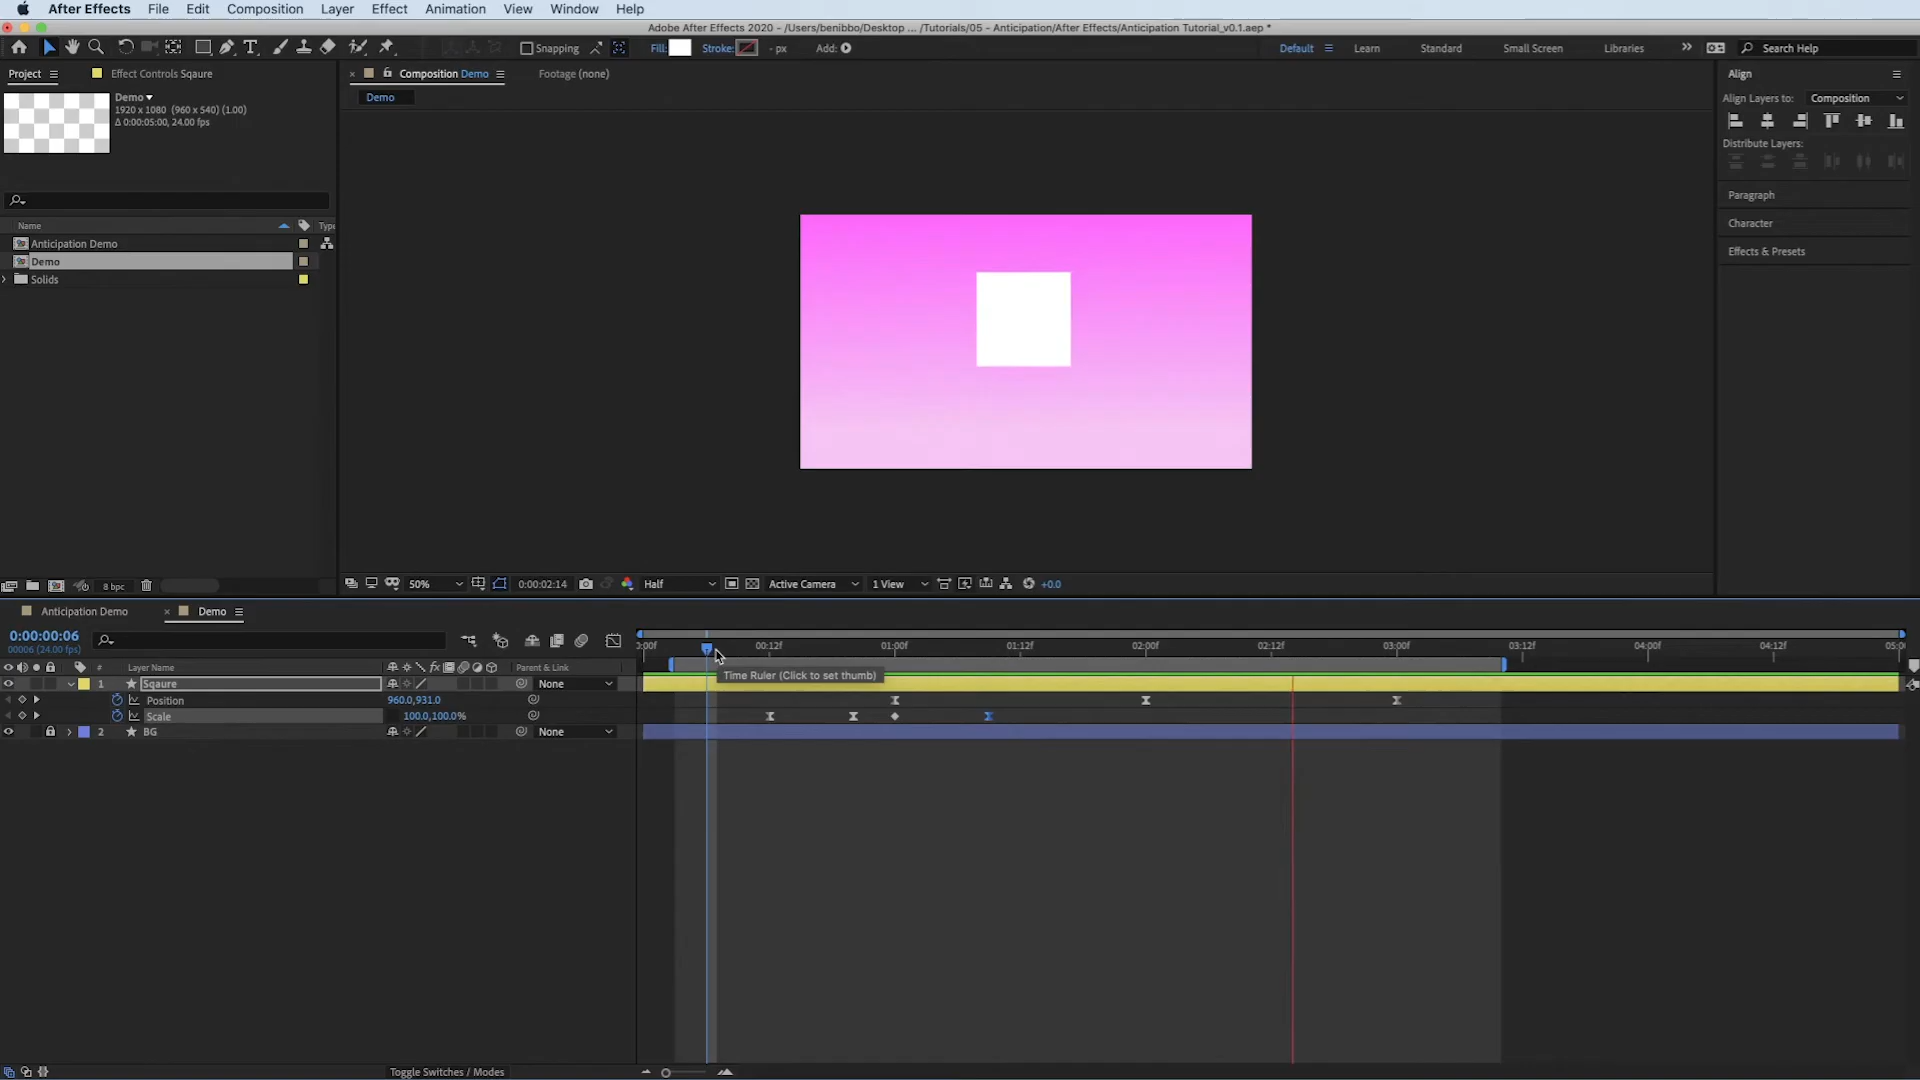 After Effects File Edit Composition Layer Effect Animation View Window Help
Adobe After Effects 2020 - /Users/benibbo/Desktop ... /Tutorials/05 - Anticipation/After Effects/Anticipation Tutorial_v0.1.aep *
Snapping Fill: Stroke: - px Add: Default Learn Standard Small Screen Libraries Search Help
Project Effect Controls Sqaure Composition Demo Footage (none) Align
Demo
1920 x 1080 (960 x 540) (1.00)
Δ 0:00:05:00, 24.00 fps
Demo
Align Layers to: Composition
Distribute Layers:
Paragraph
Character
Effects & Presets
Name Type
Anticipation Demo
Demo
Solids
8 bpc 50% 0:00:02:14 Half Active Camera 1 View +0.0
Anticipation Demo Demo
0:00:00:06
00006 (24.00 fps)
:00f 00:12f 01:00f 01:12f 02:00f 02:12f 03:00f 03:12f 04:00f 04:12f 05:0
# Layer Name fx Parent & Link
Time Ruler (Click to set thumb)
1 Sqaure None
Position 960.0,931.0
Scale 100.0,100.0%
2 BG None
Toggle Switches / Modes